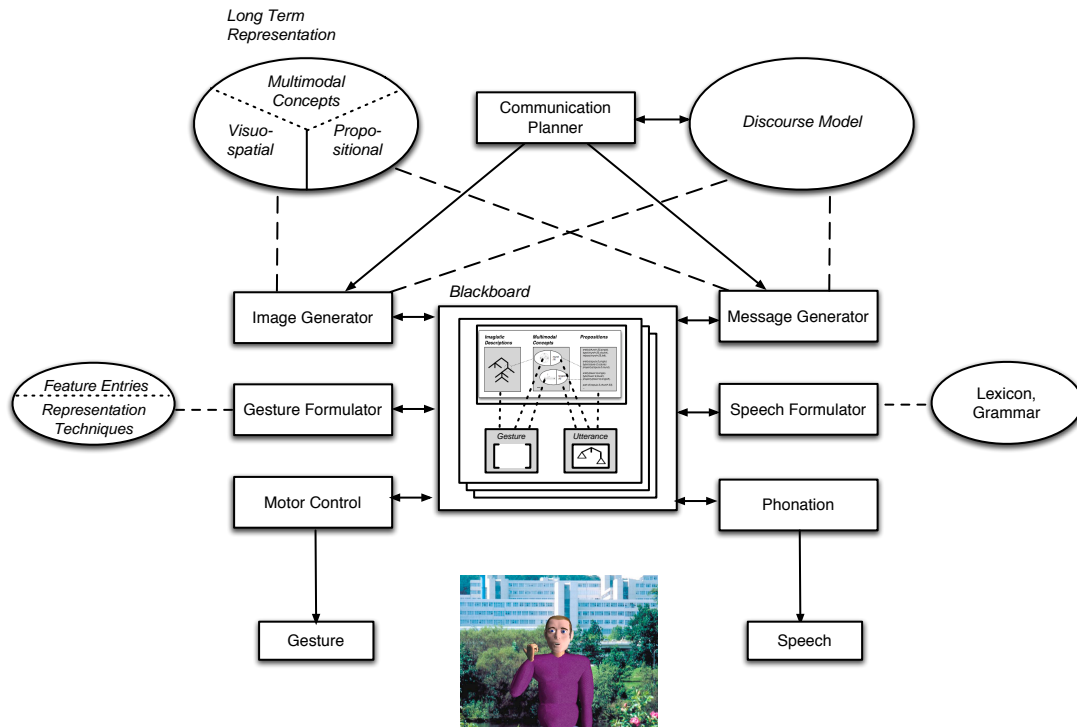 Long Term
Representation
Multimodal
Concepts
Visuo-
spatial
Propo-
sitional
Communication
Planner
Discourse Model
Blackboard
Image Generator
Message Generator
Imagistic
Descriptions
Multimodal
Concepts
Propositions
Feature Entries
Representation
Techniques
Gesture Formulator
Speech Formulator
Lexicon,
Grammar
Gesture
Utterance
Motor Control
Phonation
Gesture
Speech